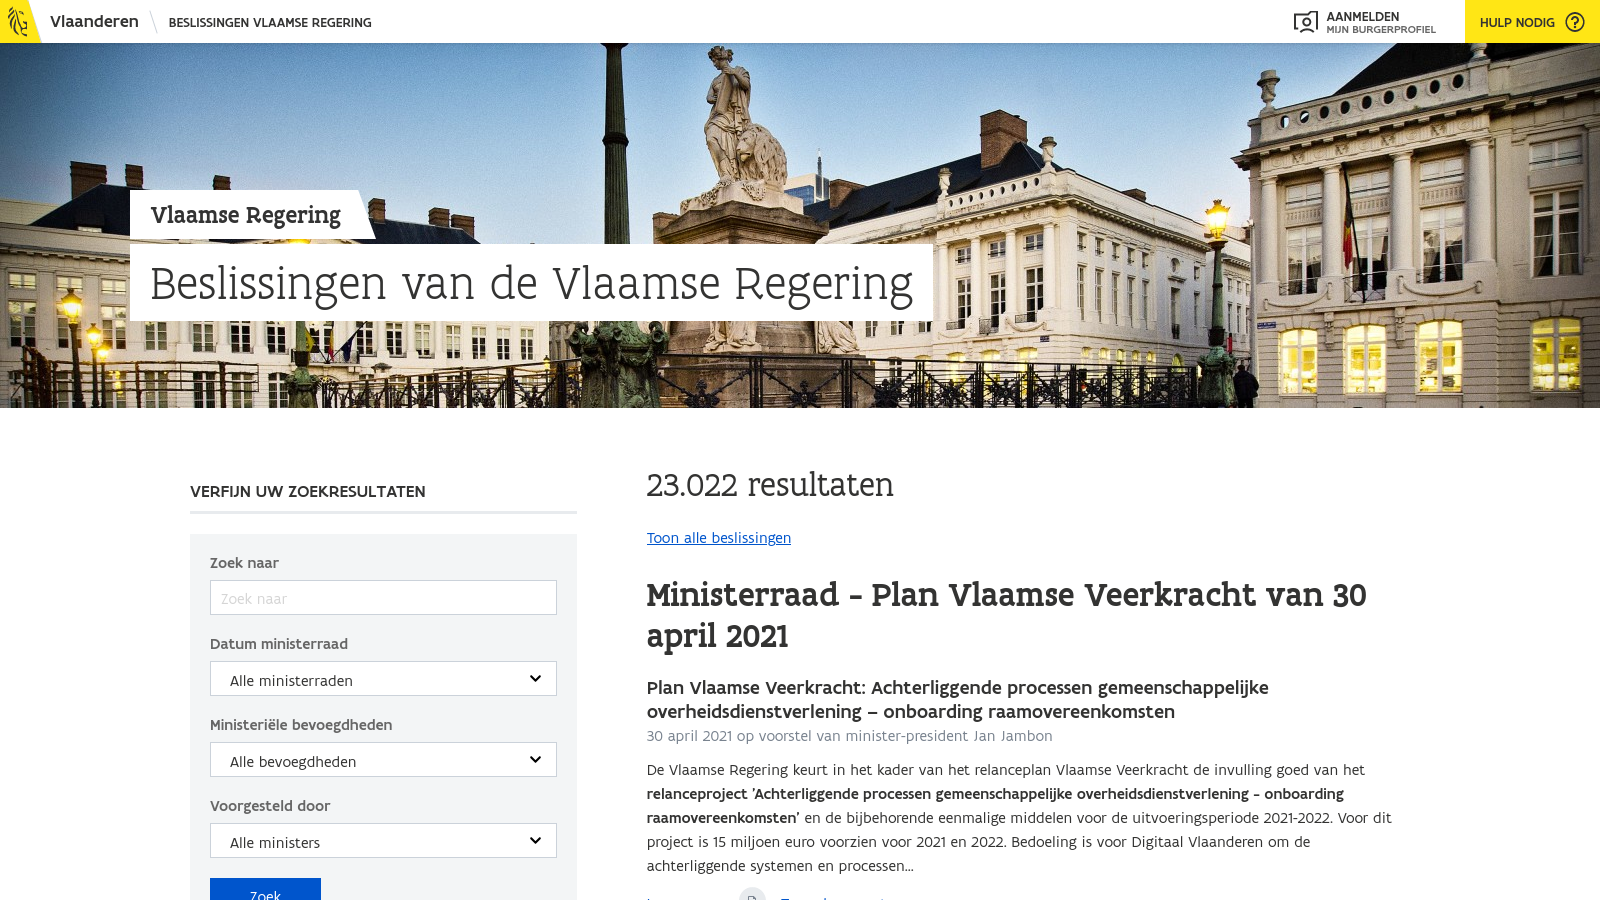 Vlaanderen
BESLISSINGEN VLAAMSE REGERING
AANMELDEN
MIJN BURGERPROFIEL
HULP NODIG
Vlaamse Regering
Beslissingen van de Vlaamse Regering
VERFIJN UW ZOEKRESULTATEN
Zoek naar
Zoek naar
Datum ministerraad
Alle ministerraden
Ministeriële bevoegdheden
Alle bevoegdheden
Voorgesteld door
Alle ministers
Zoek
23.022 resultaten
Toon alle beslissingen
Ministerraad - Plan Vlaamse Veerkracht van 30
april 2021
Plan Vlaamse Veerkracht: Achterliggende processen gemeenschappelijke
overheidsdienstverlening – onboarding raamovereenkomsten
30 april 2021 op voorstel van minister-president Jan Jambon
De Vlaamse Regering keurt in het kader van het relanceplan Vlaamse Veerkracht de invulling goed van het
relanceproject 'Achterliggende processen gemeenschappelijke overheidsdienstverlening - onboarding
raamovereenkomsten' en de bijbehorende eenmalige middelen voor de uitvoeringsperiode 2021-2022. Voor dit
project is 15 miljoen euro voorzien voor 2021 en 2022. Bedoeling is voor Digitaal Vlaanderen om de
achterliggende systemen en processen...